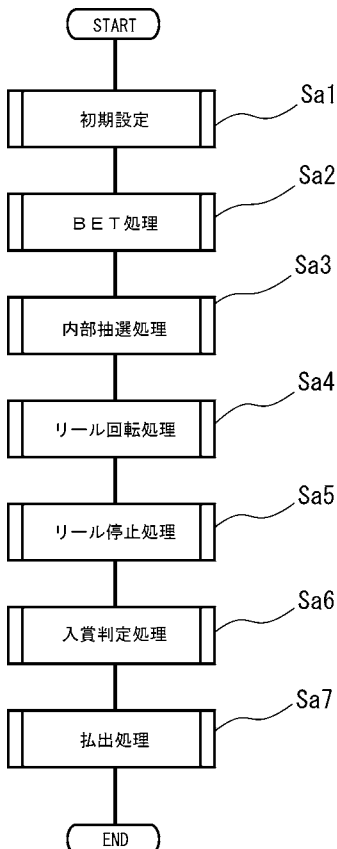 START
初期設定
Sa1
BET処理
Sa2
内部抽選処理
Sa3
リール回転処理
Sa4
リール停止処理
Sa5
入賞判定処理
Sa6
払出処理
Sa7
END